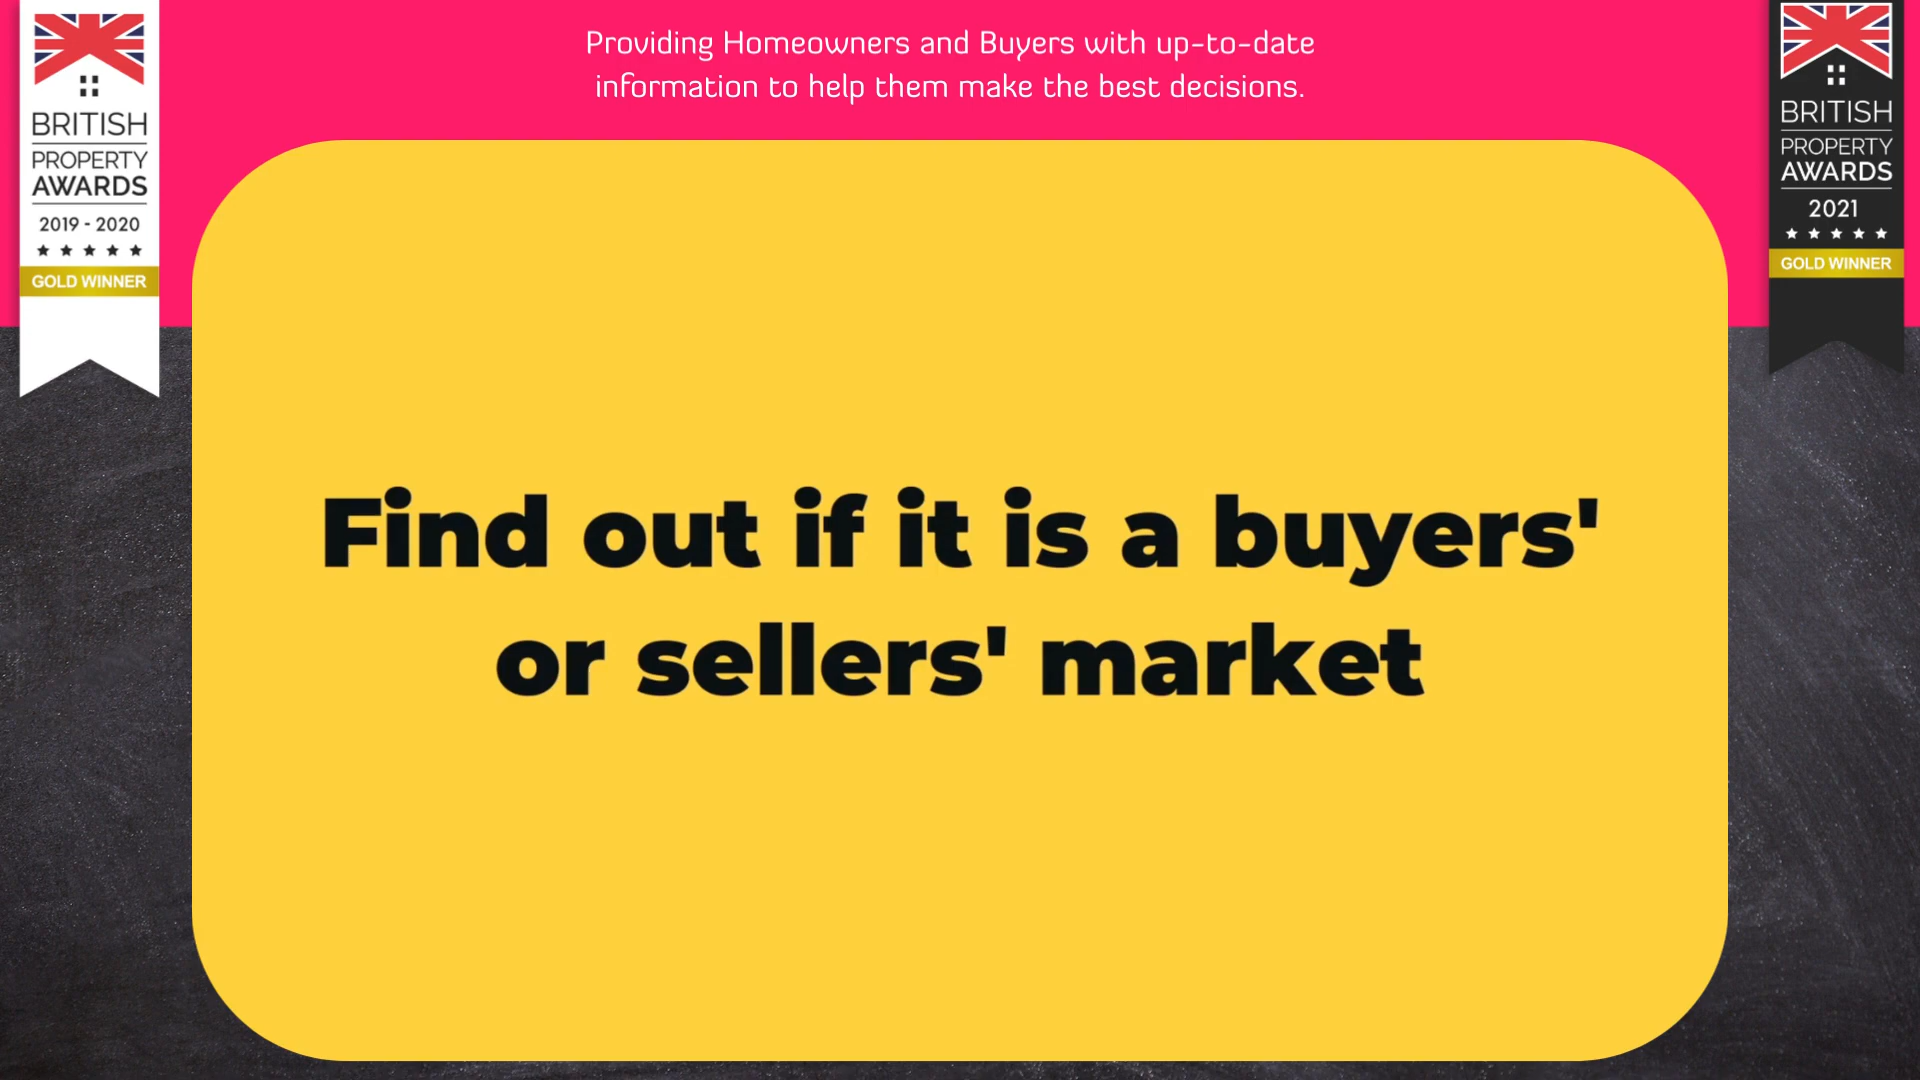 Providing Homeowners and Buyers with up-to-date
information to help them make the best decisions.
BRITISH
PROPERTY
AWARDS
2019 - 2020
GOLD WINNER
BRITISH
PROPERTY
AWARDS
2021
GOLD WINNER
Find out if it is a buyers'
or sellers' market